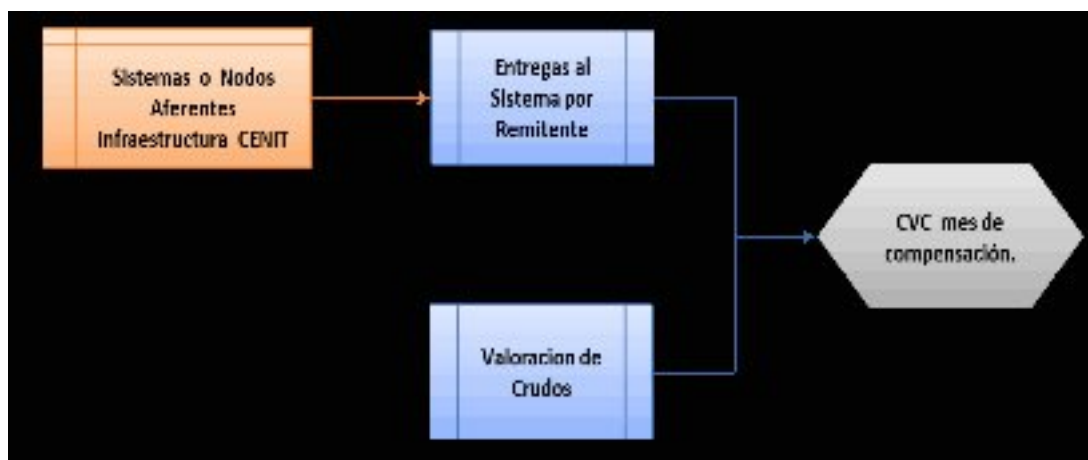 Sistemas o Nodos
Aferentes
Infraestructura CENIT
Entregas al
Sistema por
Remitente
CVC mes de
compensación.
Valoracion de
Crudos